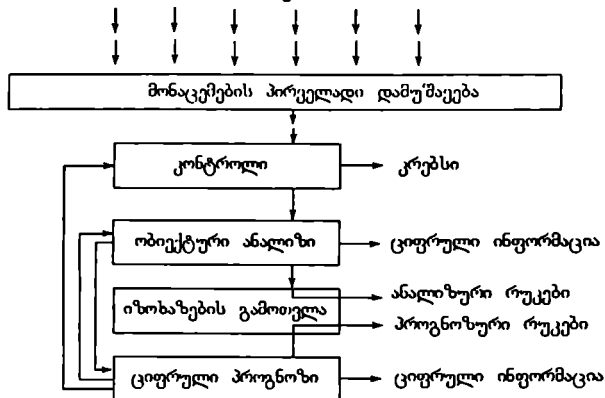 მონაცემების პირველადი დამუშავება
კონტროლი
კრებსი
ობიექტური ანალიზი
ციფრული ინფორმაცია
ანალიზური რუკები
იზოხაზების გამოთვლა
პროგნოზური რუკები
ციფრული პროგნოზი
ციფრული ინფორმაცია